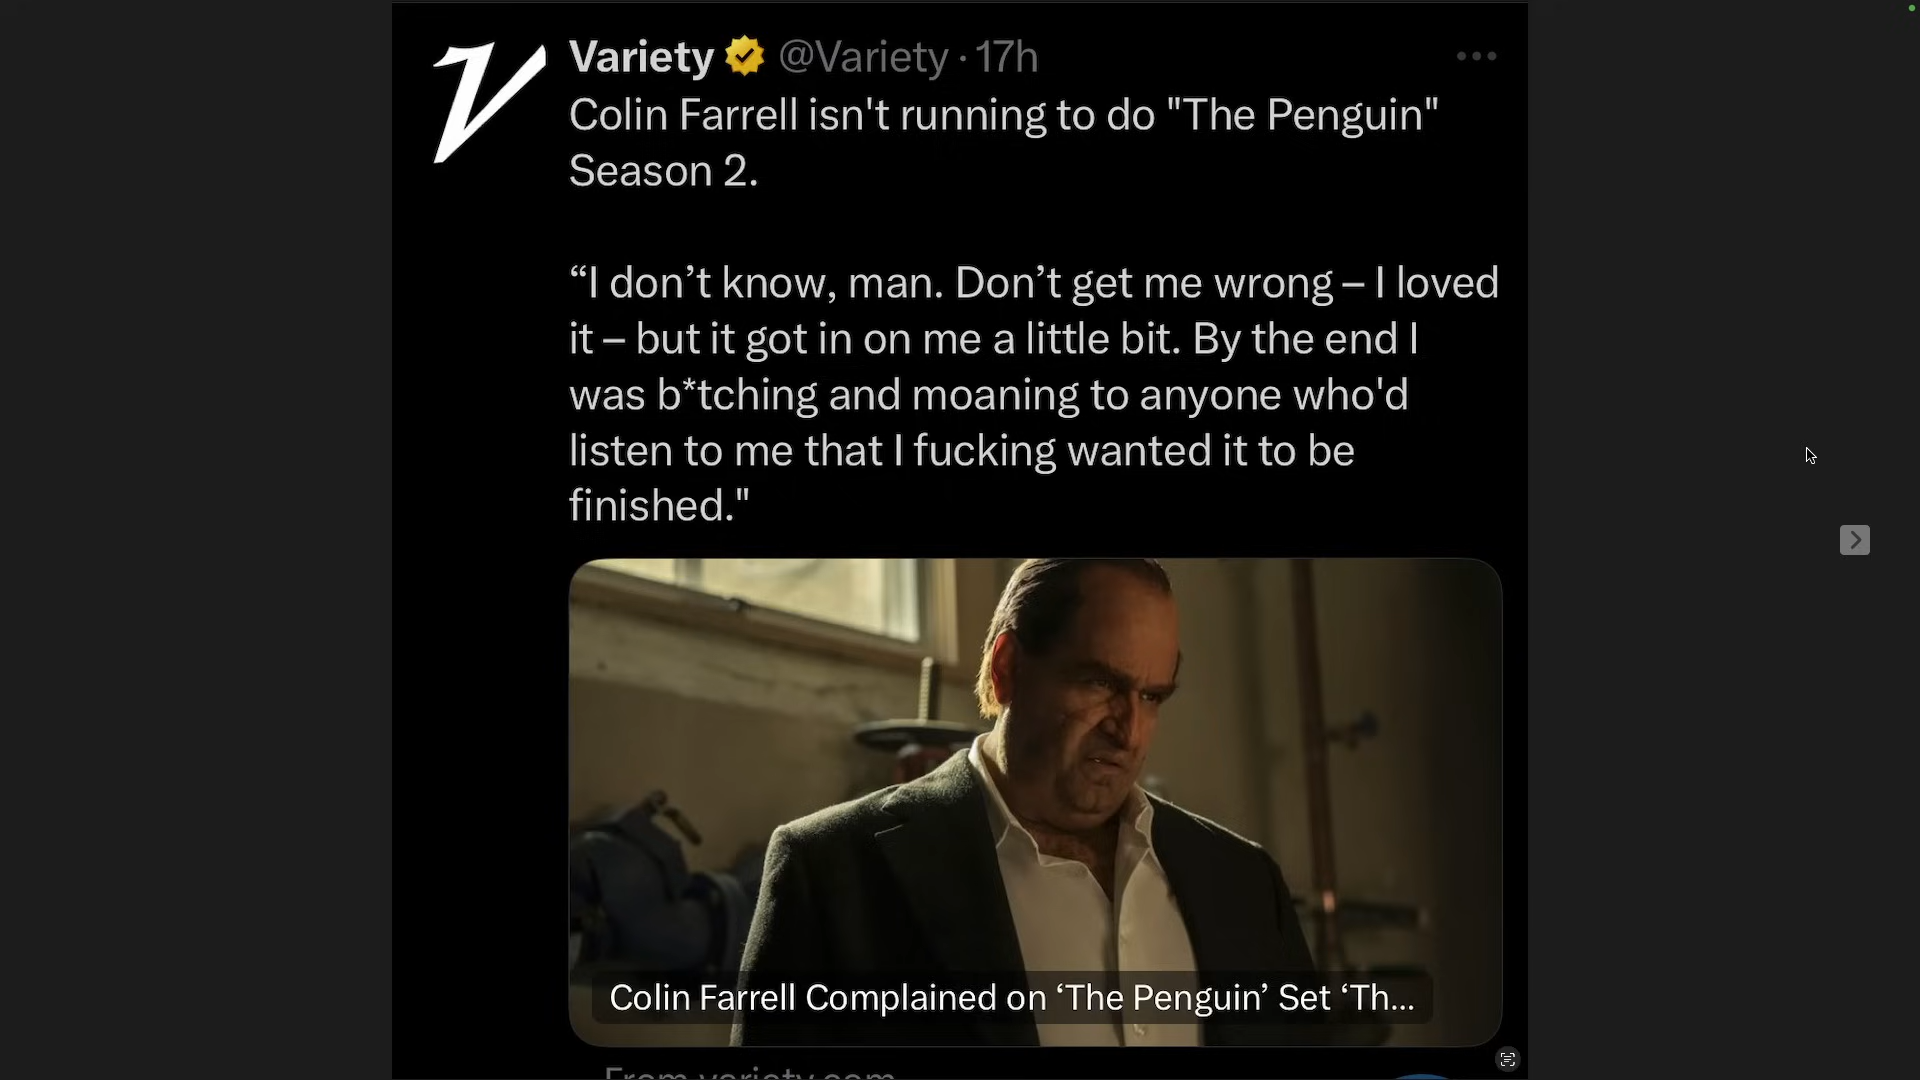 Variety @Variety · 17h
Colin Farrell isn't running to do "The Penguin"
Season 2.
“I don’t know, man. Don’t get me wrong – I loved
it – but it got in on me a little bit. By the end I
was b*tching and moaning to anyone who'd
listen to me that I fucking wanted it to be
finished."
Colin Farrell Complained on ‘The Penguin’ Set ‘Th...
From variety.com